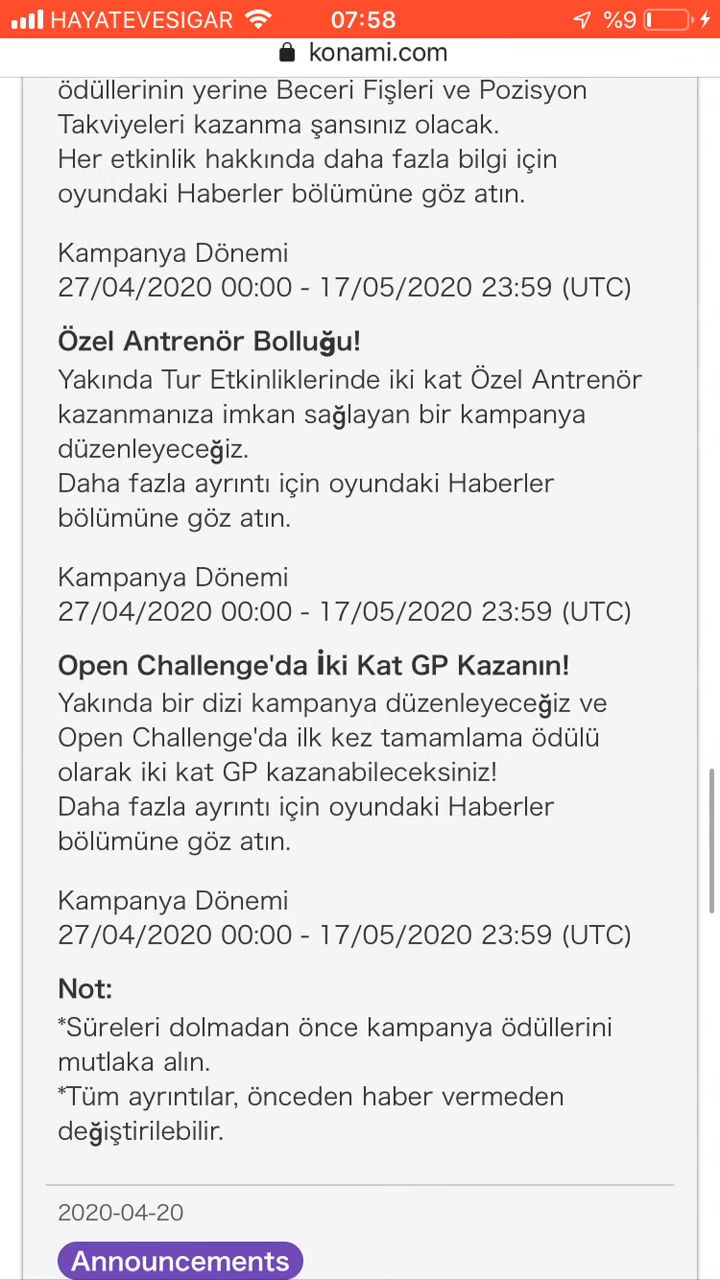 HAYATEVESIGAR 07:58 %9
konami.com
ödüllerinin yerine Beceri Fişleri ve Pozisyon
Takviyeleri kazanma şansınız olacak.
Her etkinlik hakkında daha fazla bilgi için
oyundaki Haberler bölümüne göz atın.
Kampanya Dönemi
27/04/2020 00:00 - 17/05/2020 23:59 (UTC)
Özel Antrenör Bolluğu!
Yakında Tur Etkinliklerinde iki kat Özel Antrenör
kazanmanıza imkan sağlayan bir kampanya
düzenleyeceğiz.
Daha fazla ayrıntı için oyundaki Haberler
bölümüne göz atın.
Kampanya Dönemi
27/04/2020 00:00 - 17/05/2020 23:59 (UTC)
Open Challenge'da İki Kat GP Kazanın!
Yakında bir dizi kampanya düzenleyeceğiz ve
Open Challenge'da ilk kez tamamlama ödülü
olarak iki kat GP kazanabileceksiniz!
Daha fazla ayrıntı için oyundaki Haberler
bölümüne göz atın.
Kampanya Dönemi
27/04/2020 00:00 - 17/05/2020 23:59 (UTC)
Not:
*Süreleri dolmadan önce kampanya ödüllerini
mutlaka alın.
*Tüm ayrıntılar, önceden haber vermeden
değiştirilebilir.
2020-04-20
Announcements